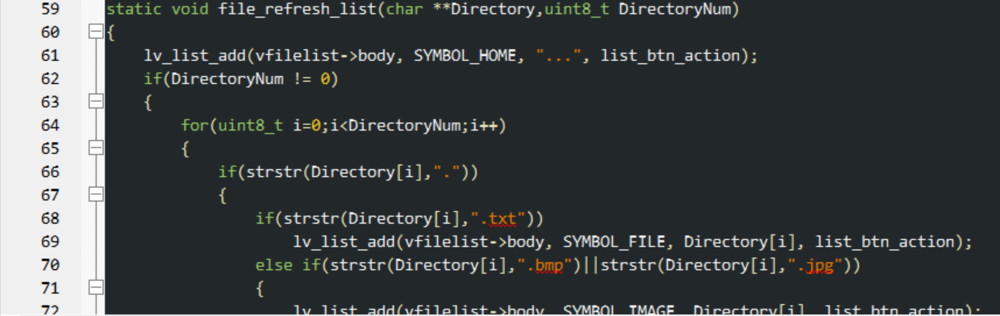 59 static void file_refresh_list(char **Directory,uint8_t DirectoryNum)
60 {
61     lv_list_add(vfilelist->body, SYMBOL_HOME, "...", list_btn_action);
62     if(DirectoryNum != 0)
63     {
64         for(uint8_t i=0;i<DirectoryNum;i++)
65         {
66             if(strstr(Directory[i],"."))
67             {
68                 if(strstr(Directory[i],".txt"))
69                     lv_list_add(vfilelist->body, SYMBOL_FILE, Directory[i], list_btn_action);
70                 else if(strstr(Directory[i],".bmp")||strstr(Directory[i],".jpg"))
71                 {
72                     lv_list_add(vfilelist->body, SYMBOL_IMAGE, Directory[i], list_btn_action);